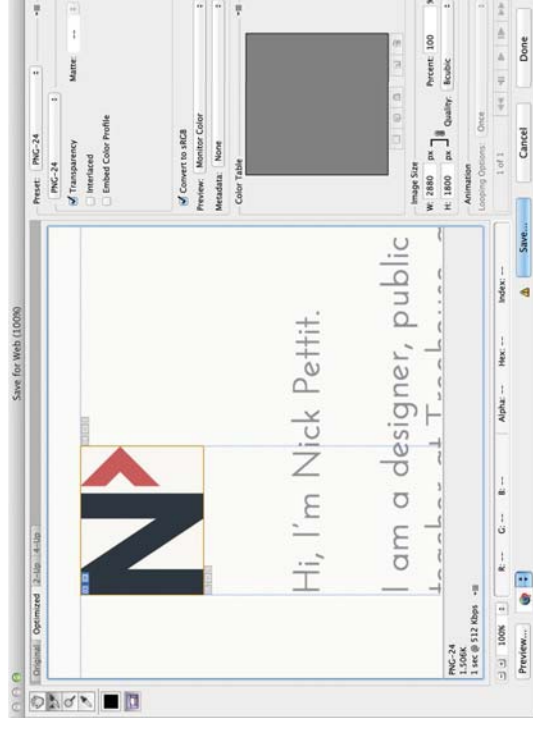 Save for Web (100%)
Original Optimized 2-Up 4-Up
N
Hi, I'm Nick Pettit.
I am a designer, public
teacher at Treehouse, a
PNG-24
1.506K
1 sec @ 512 Kbps
100% R: -- G: -- B: -- Alpha: -- Hex: -- Index: --
Preview...
Save...
Cancel
Done
Preset: PNG-24
PNG-24
Transparency
Matte: --
Interlaced
Embed Color Profile
Convert to sRGB
Preview: Monitor Color
Metadata: None
Color Table
Image Size
W: 2880 px
H: 1800 px
Percent: 100 %
Quality: Bicubic
Animation
Looping Options: Once
1 of 1